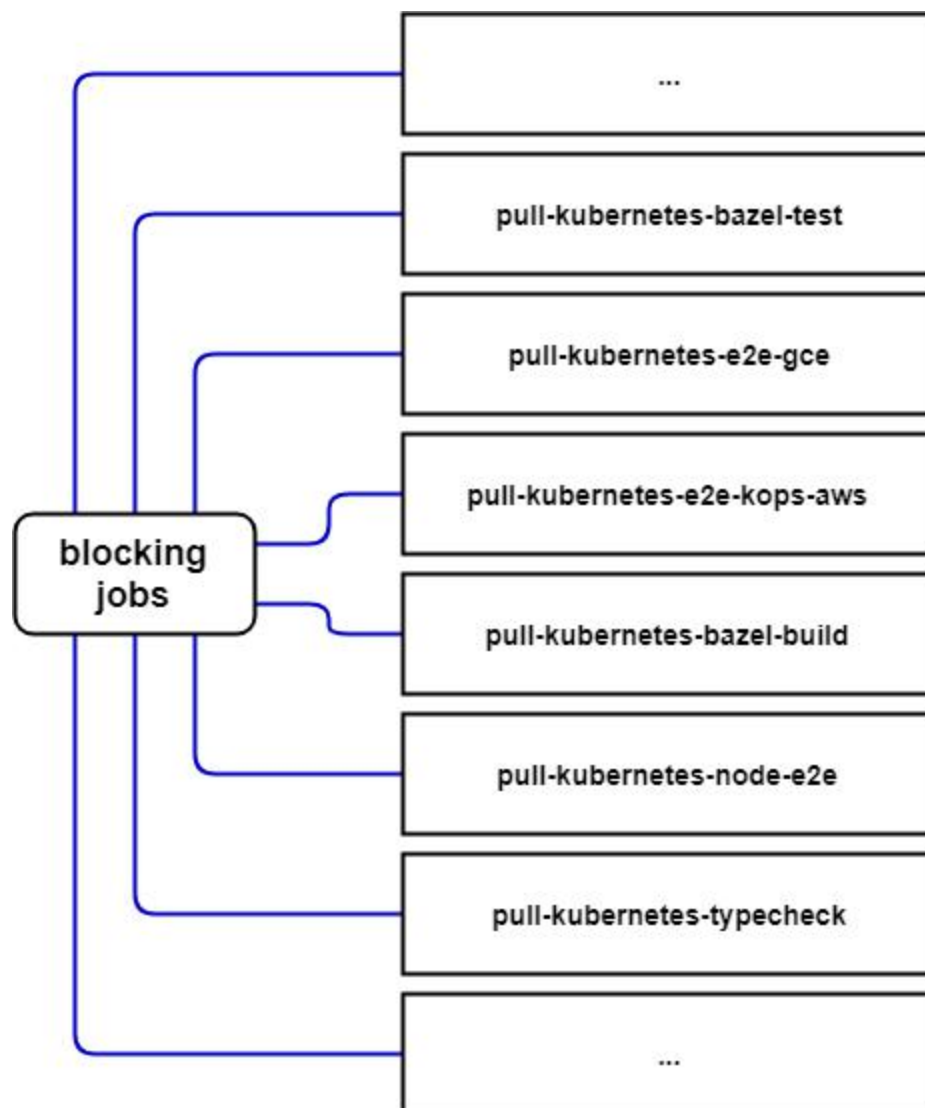 ...
pull-kubernetes-bazel-test
pull-kubernetes-e2e-gce
pull-kubernetes-e2e-kops-aws
blocking
jobs
pull-kubernetes-bazel-build
pull-kubernetes-node-e2e
pull-kubernetes-typecheck
...